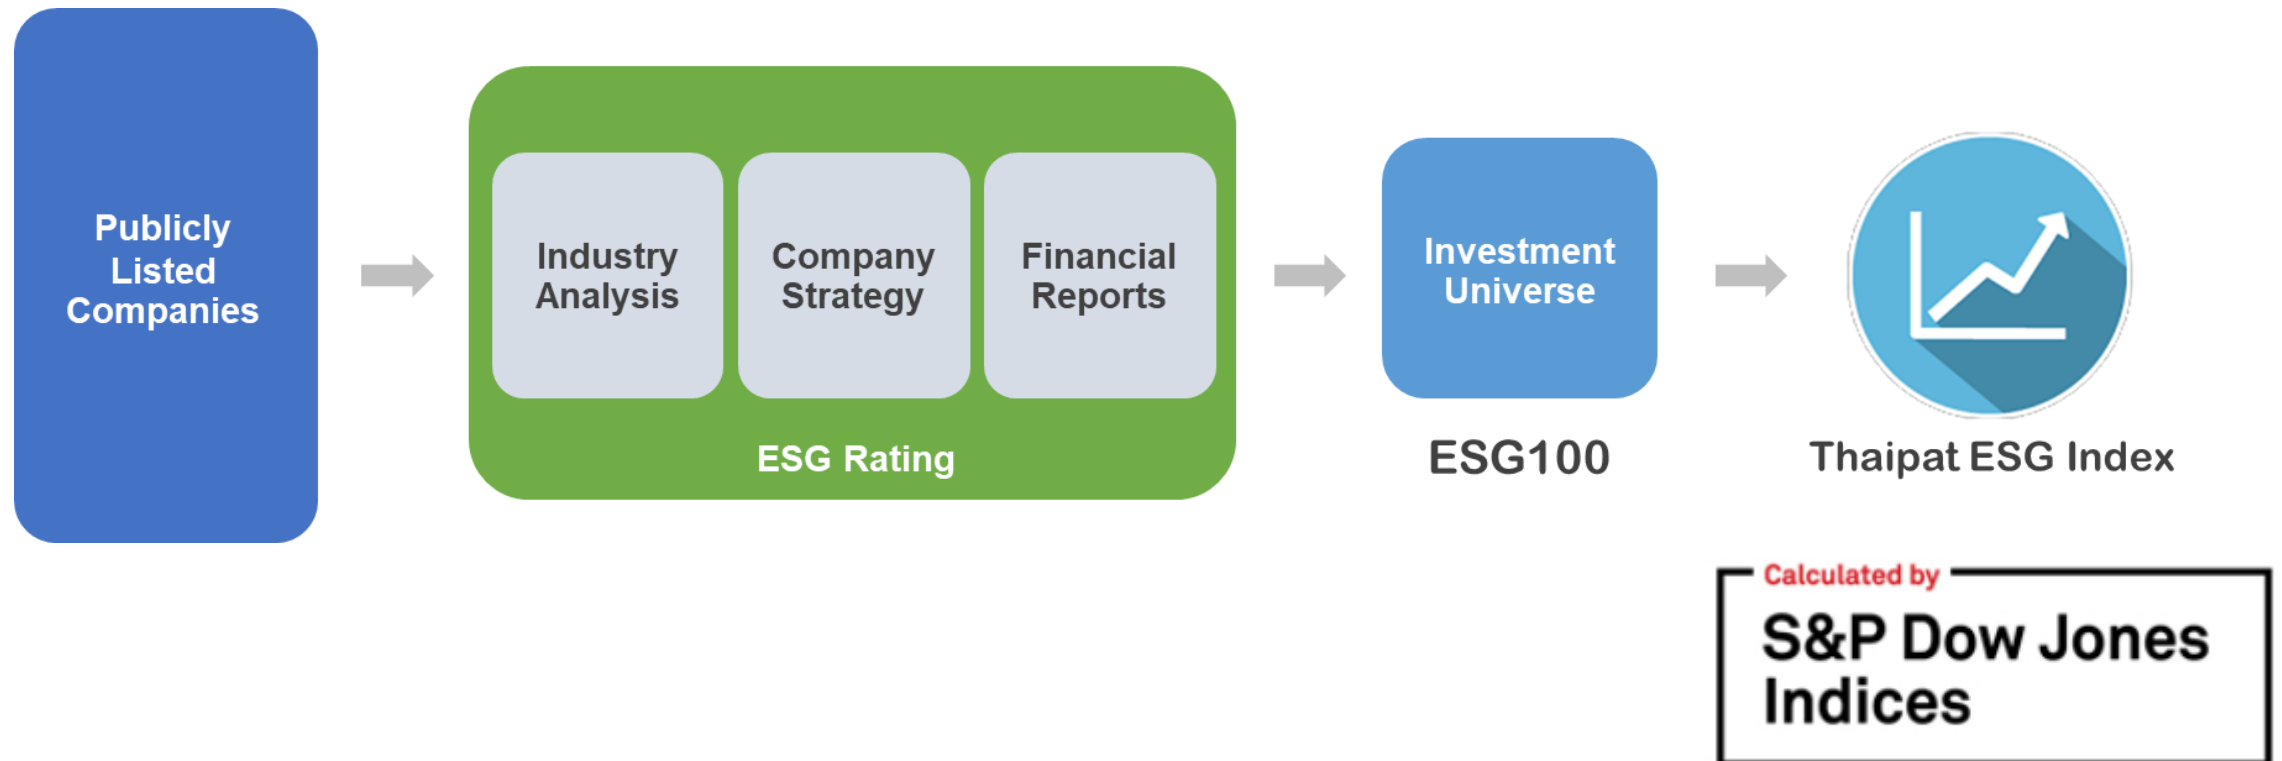 Publicly
Listed
Companies
Industry
Analysis
Company
Strategy
Financial
Reports
ESG Rating
Investment
Universe
ESG100
Thaipat ESG Index
Calculated by
S&P Dow Jones
Indices